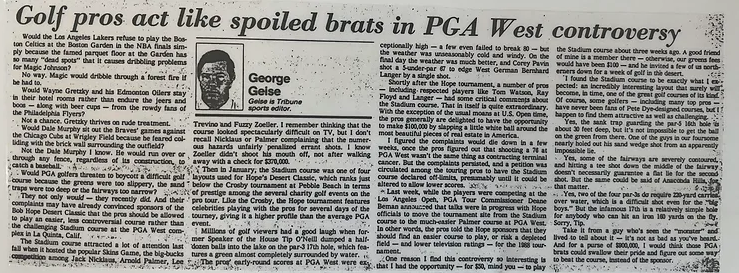 Golf pros act like spoiled brats in PGA West controversy
Would the Los Angeles Lakers refuse to play the Bos-
ton Celtics at the Boston Garden in the NBA finals sim-
ply because the famed parquet floor at the Garden has
so many "dead spots" that it causes dribbling problems
for Magic Johnson?
No way. Magic would dribble through a forest fire if
he had to.
Would Wayne Gretzky and his Edmonton Oilers stay
in their hotel rooms rather than endure the jeers and
boos — along with beer cups — from the rowdy fans of
the Philadelphia Flyers?
Not a chance. Gretzky thrives on rude treatment.
Would Dale Murphy sit out the Braves' games against
the Chicago Cubs at Wrigley Field because he feared col-
liding with the brick wall surrounding the outfield?
Not the Dale Murphy I know. He would run over or
through any fence, regardless of its construction, to
catch a baseball.
Would PGA golfers threaten to boycott a difficult golf
course because the greens were too slippery, the sand
traps were too deep or the fairways too narrow?
They not only would — they recently did. And their
complaints may have already convinced sponsors of the
Bob Hope Desert Classic that the pros should be allowed
to play an easier, less controversial course rather than
the challenging Stadium course at the PGA West com-
plex in La Quinta, Calif.
The Stadium course attracted a lot of attention last
fall when it hosted the popular Skins Game, the big-bucks
competition among Jack Nicklaus, Arnold Palmer, Lee
George
Geise
Geise is Tribune
sports editor.
Trevino and Fuzzy Zoeller. I remember thinking that the
course looked spectacularly difficult on TV, but I don't
recall Nicklaus or Palmer complaining that the numer-
ous hazards unfairly penalized errant shots. I know
Zoeller didn't shoot his mouth off, not after walking
away with a check for $370,000.
Then in January, the Stadium course was one of four
layouts used for Hope's Desert Classic, which ranks just
below the Crosby tournament at Pebble Beach in terms
of prestige among the several charity golf events on the
pro tour. Like the Crosby, the Hope tournament features
celebrities playing with the pros for several days of the
tourney, giving it a higher profile than the average PGA
event.
Millions of golf viewers had a good laugh when for-
mer Speaker of the House Tip O'Neill dumped a half-
dozen balls into the lake on the par-3 17th hole, which fea-
tures a green almost completely surrounded by water.
The pros' early-round scores at PGA West were ex-
ceptionally high — a few even failed to break 80 — but
the weather was unseasonably cold and windy. On the
final day the weather was much better, and Corey Pavin
shot a 5-under-par 67 to edge West German Bernhard
Langer by a single shot.
Shortly after the Hope tournament, a number of pros
— including respected players like Tom Watson, Ray
Floyd and Langer — had some critical comments about
the Stadium course. That in itself is quite extraordinary.
With the exception of the usual moans at U.S. Opens, the
pros generally are delighted to have the opportunity to
make $100,000 by slapping a little white ball around the
most beautiful pieces of real estate in America.
I figured the complaints would die down in a few
weeks, once the pros figured out that shooting a 78 at
PGA West wasn't the same thing as contracting terminal
cancer. But the complaints persisted, and a petition was
circulated among the touring pros to have the Stadium
course declared off-limits, presumably until it could be
altered to allow lower scores.
Last week, while the players were competing at the
Los Angeles Open, PGA Tour Commissioner Deane
Beman announced that talks were in progress with Hope
officials to move the tournament site from the Stadium
course to the much-easier Palmer course at PGA West.
In other words, the pros told the Hope sponsors that they
should find an easier course to play, or risk a depleted
field — and lower television ratings — for the 1988 tour-
nament.
One reason I find this controversy so interesting is
that I had the opportunity — for $50, mind you — to play
the Stadium course about three weeks ago. A good friend
of mine is a member there — otherwise, our greens fees
would have been $100 — and he invited a few of us north-
erners down for a week of golf in the desert.
I found the Stadium course to be exactly what I ex-
pected: an incredibly interesting layout that surely will
become, in time, one of the great golf courses of its kind.
Of course, some golfers — including many top pros —
have never been fans of Pete Dye-designed courses, but I
happen to find them attractive as well as challenging.
Yes, the sank trap guarding the par-5 16th hole is
about 30 feet deep, but it's not impossible to get the ball
on the green from there. One of the guys in our foursome
nearly holed out his sand wedge shot from an apparently
impossible lie.
Yes, some of the fairways are severely contoured,
and hitting a tee shot down the middle of the fairway
doesn't necessarily guarantee a flat lie for the second
shot. But the same could be said of Anaconda Hills, for
that matter.
Yes, two of the four par-3s do require 220-yard carries
over water, which is a difficult shot even for the "big
boys." But the infamous 17th is a relatively simple hole
for anybody who can hit an iron 160 yards on the fly.
Sorry, Tip.
Take it from a guy who's seen the "monster" and
lived to tell about it — it's not as bad as you've heard.
And for a purse of $900,000, I would think those PGA
brats could swallow their pride and figure out some way
to beat the course, instead of the sponsor.